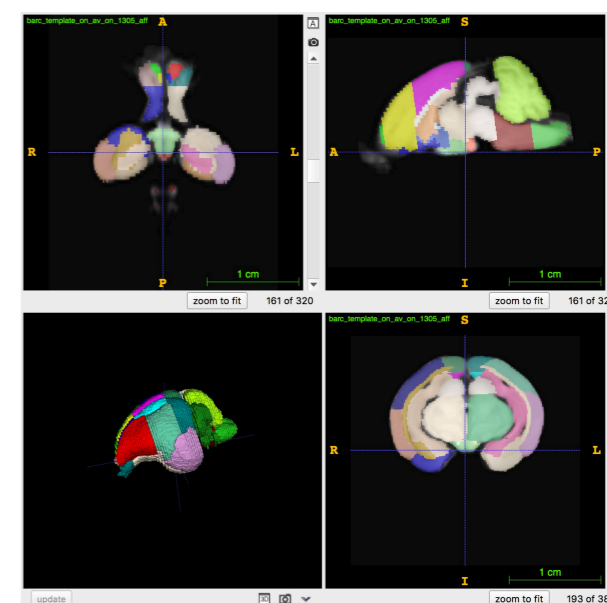 barc_template_on_av_on_1305_aff
A
A
R
L
P
1 cm
zoom to fit
161 of 320
barc_template_on_av_on_1305_aff
S
A
P
I
1 cm
zoom to fit
161 of 32
update
3D
barc_template_on_av_on_1305_aff
S
R
L
I
1 cm
zoom to fit
193 of 38